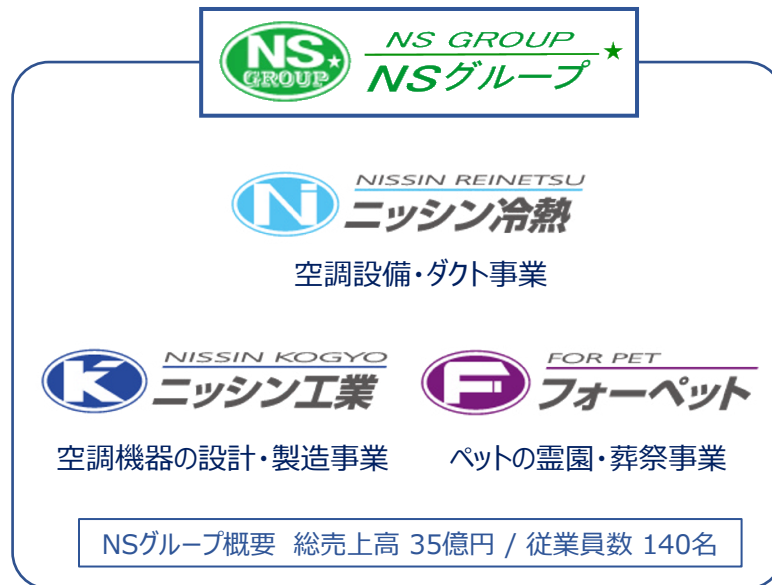 NS
GROUP
NS GROUP
NSグループ
Ni
NISSIN REINETSU
ニッシン冷熱
空調設備・ダクト事業
K
NISSIN KOGYO
ニッシン工業
空調機器の設計・製造事業
F
FOR PET
フォーペット
ペットの霊園・葬祭事業
NSグループ概要 総売上高 35億円 / 従業員数 140名